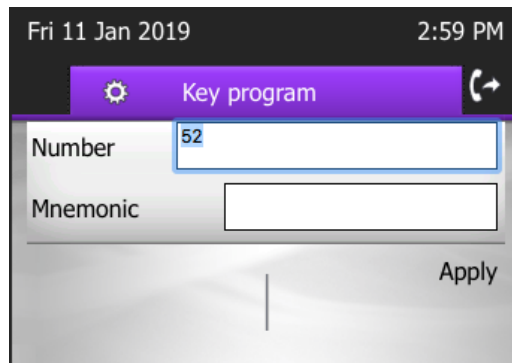 Fri 11 Jan 2019 2:59 PM
Key program
Number 52
Mnemonic
Apply